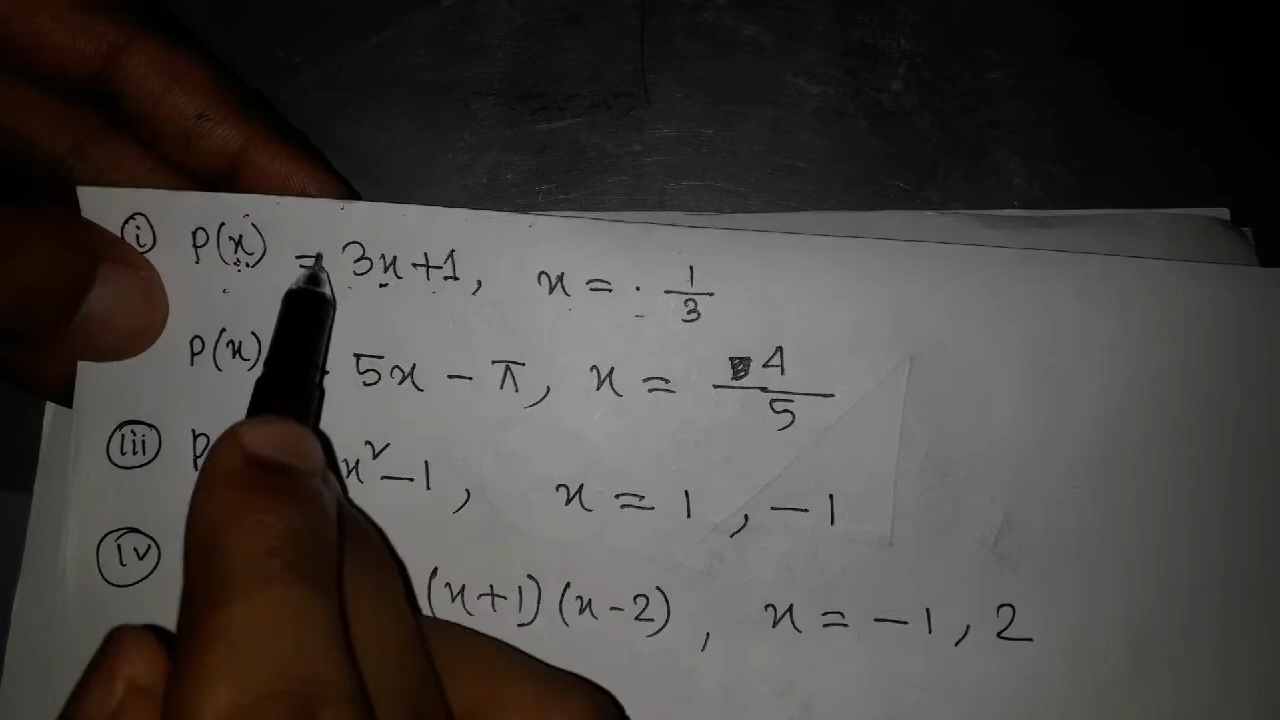 (i) P(x) = 3x+1, x = · 1/3
P(x) 5x - π, x = 4/5
(iii) P x² - 1, x = 1, -1
(iv) (x+1)(x-2), x = -1, 2